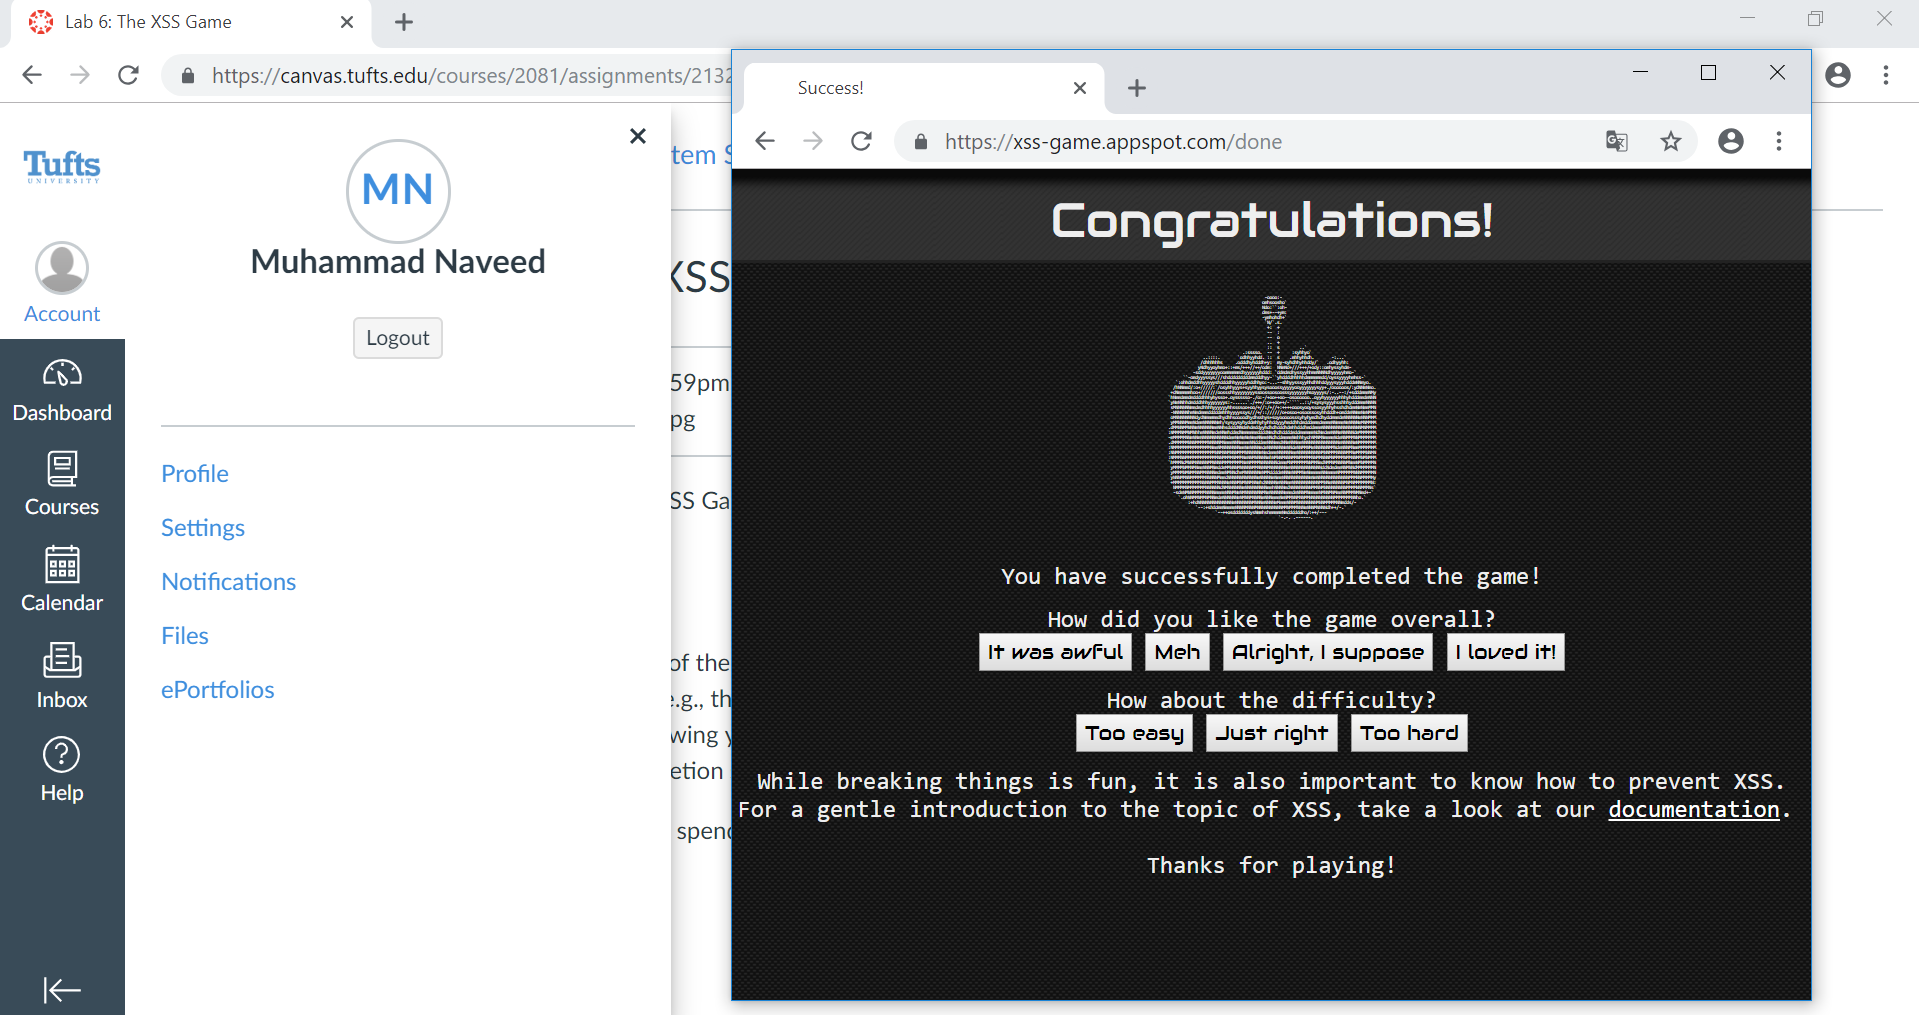 Lab 6: The XSS Game
https://canvas.tufts.edu/courses/2081/assignments/2132
Tufts
UNIVERSITY
Account
Dashboard
Courses
Calendar
Inbox
Help
MN
Muhammad Naveed
Logout
Profile
Settings
Notifications
Files
ePortfolios
tem S
XSS
59pm
pg
SS Ga
of the
e.g., th
wing y
etion
spend
Success!
https://xss-game.appspot.com/done
Congratulations!
You have successfully completed the game!
How did you like the game overall?
It was awful Meh Alright, I suppose I loved it!
How about the difficulty?
Too easy Just right Too hard
While breaking things is fun, it is also important to know how to prevent XSS.
For a gentle introduction to the topic of XSS, take a look at our documentation.
Thanks for playing!